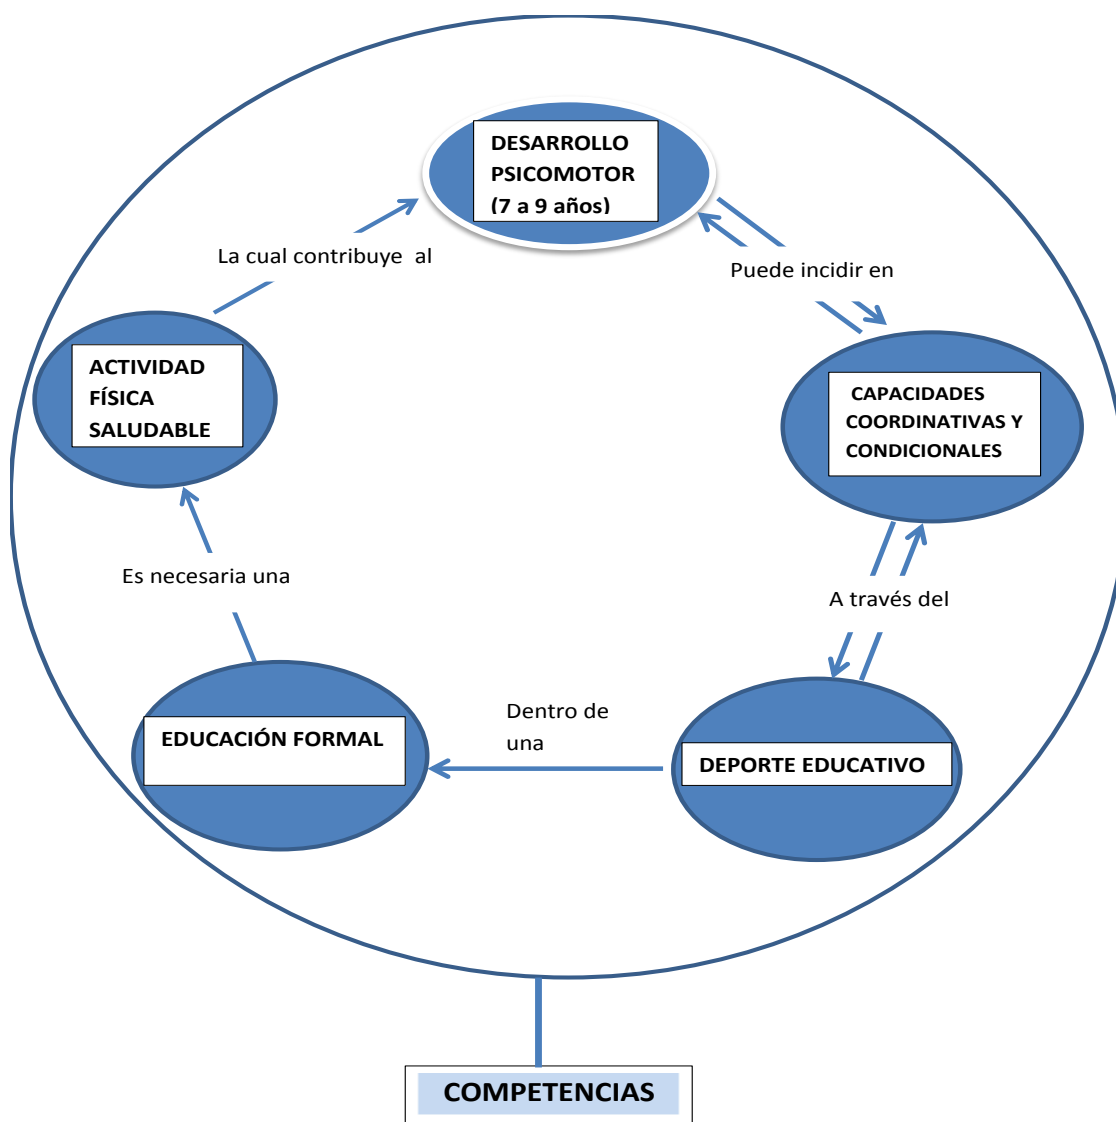 DESARROLLO
PSICOMOTOR
(7 a 9 años)
La cual contribuye al
Puede incidir en
ACTIVIDAD
FÍSICA
SALUDABLE
CAPACIDADES
COORDINATIVAS Y
CONDICIONALES
Es necesaria una
A través del
Dentro de
una
EDUCACIÓN FORMAL
DEPORTE EDUCATIVO
COMPETENCIAS